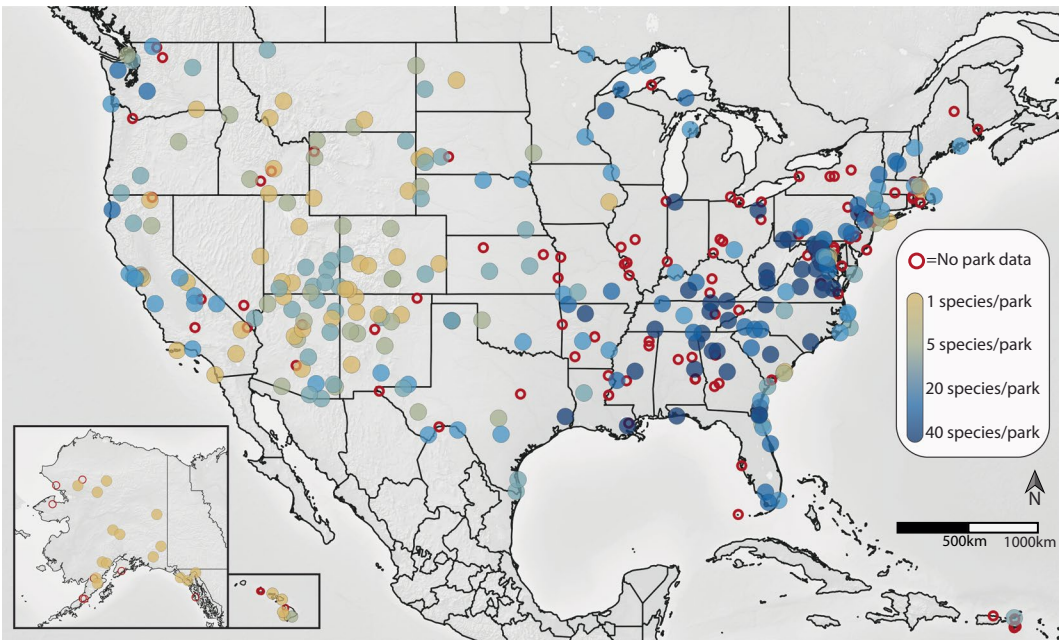 =No park data
1 species/park
5 species/park
20 species/park
40 species/park
N
500km
1000km